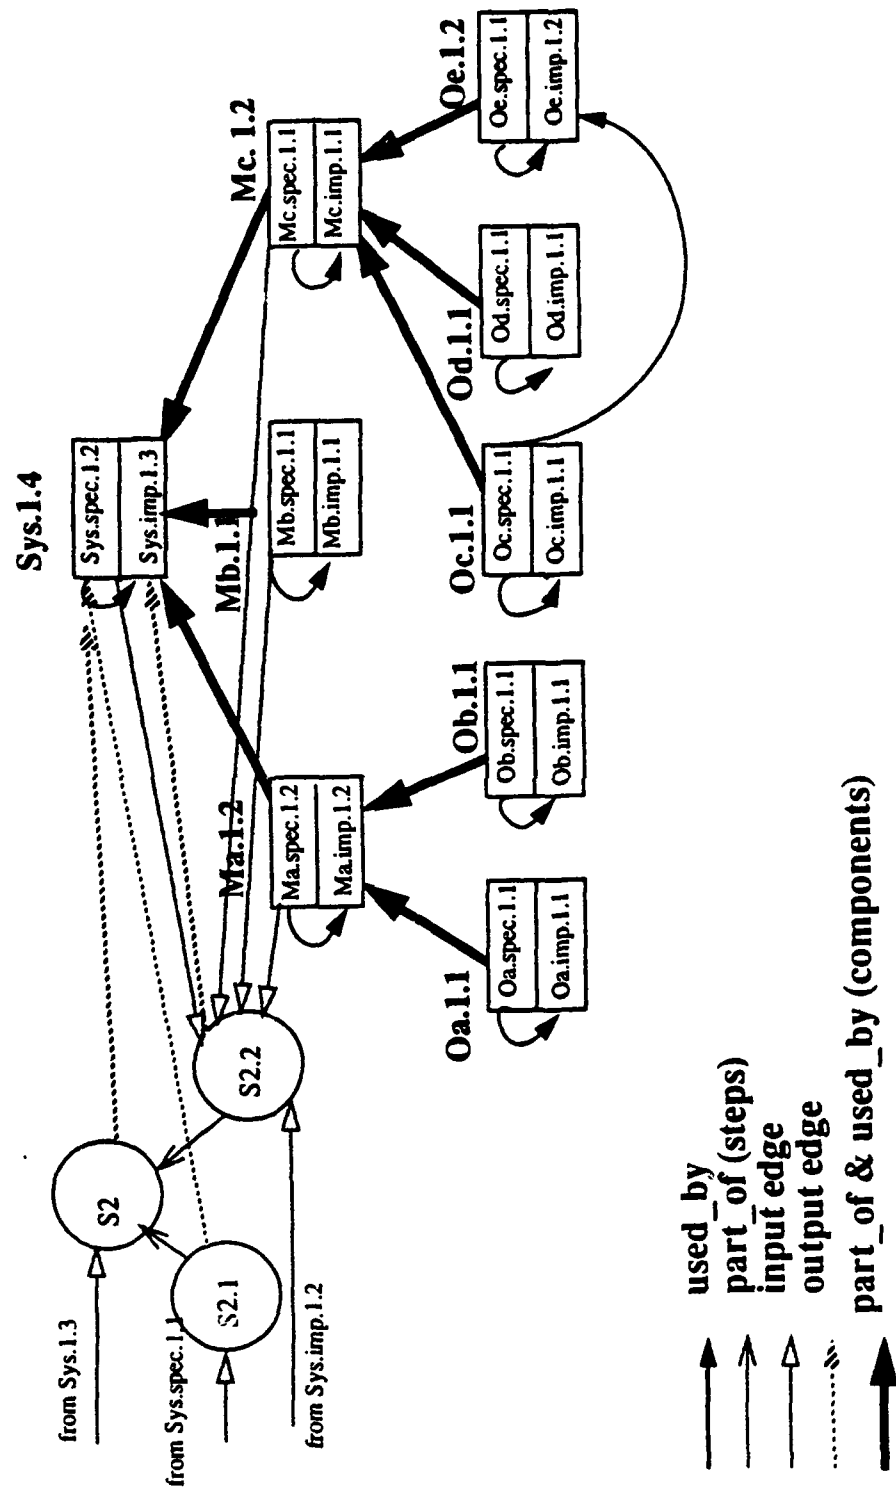 Sys.1.4
Sys.spec.1.2
Sys.imp.1.3
from Sys.1.3
S2
from Sys.spec.1.1
S2.1
S2.2
from Sys.imp.1.2
Ma.1.2
Ma.spec.1.2
Ma.imp.1.2
Mb.1.1
Mb.spec.1.1
Mb.imp.1.1
Mc. 1.2
Mc.spec.1.1
Mc.imp.1.1
Oa.1.1
Oa.spec.1.1
Oa.imp.1.1
Ob.1.1
Ob.spec.1.1
Ob.imp.1.1
Oc.1.1
Oc.spec.1.1
Oc.imp.1.1
Od.1.1
Od.spec.1.1
Od.imp.1.1
Oe.1.2
Oe.spec.1.1
Oe.imp.1.2
used_by
part_of (steps)
input edge
output edge
part_of & used_by (components)